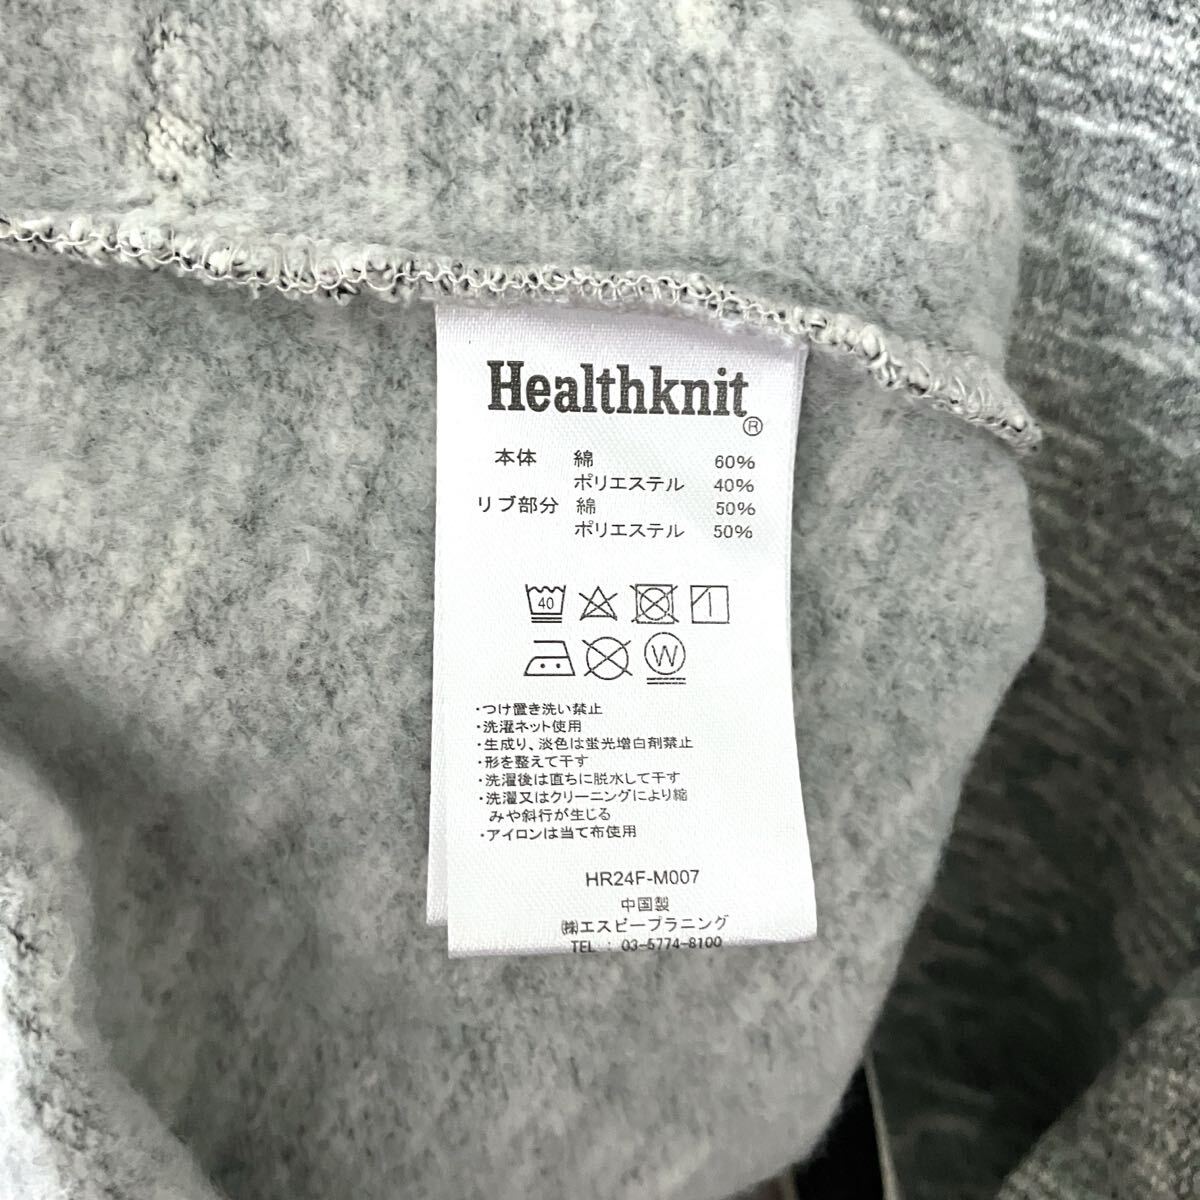 Healthknit®
本体 綿 60%
ポリエステル 40%
リブ部分 綿 50%
ポリエステル 50%
40
W
・つけ置き洗い禁止
・洗濯ネット使用
・生成り、淡色は蛍光増白剤禁止
・形を整えて干す
・洗濯後は直ちに脱水して干す
・洗濯又はクリーニングにより縮
みや斜行が生じる
・アイロンは当て布使用
HR24F-M007
中国製
㈱エスピープラニング
TEL : 03-5774-8100